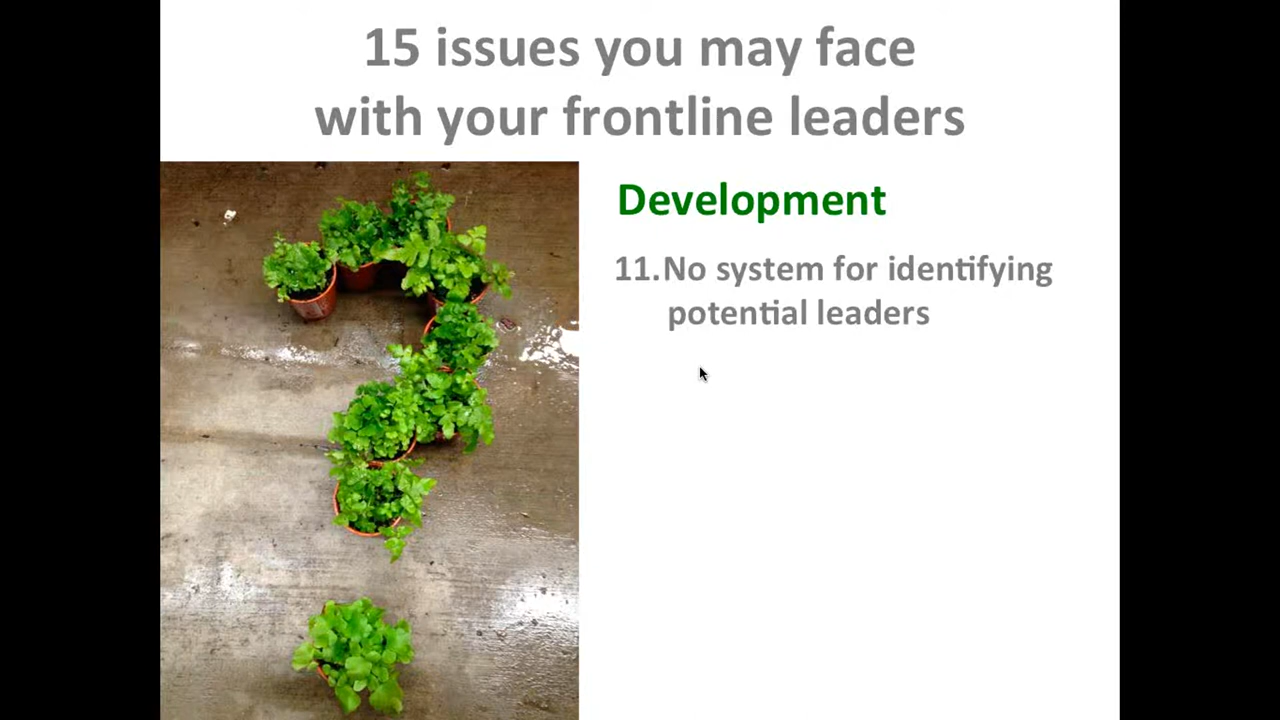 15 issues you may face
with your frontline leaders
Development
11.No system for identifying
potential leaders